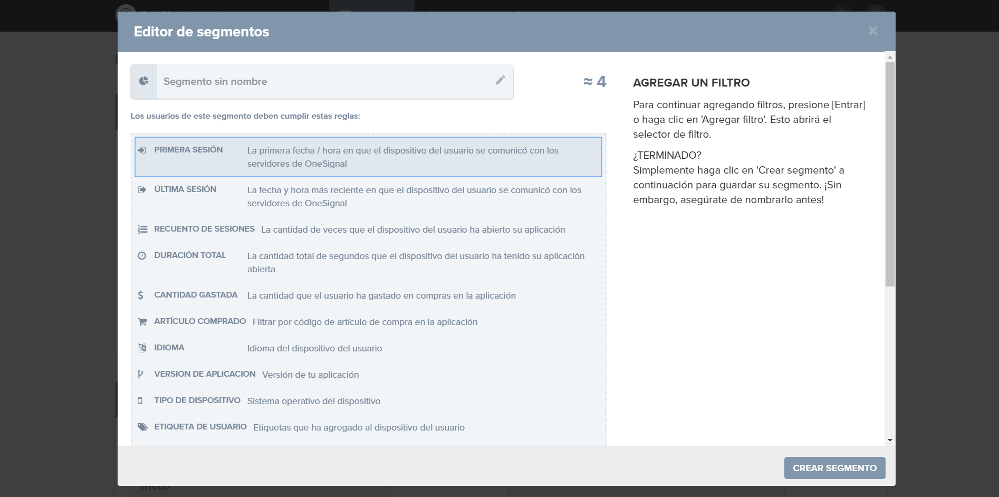 Editor de segmentos
Segmento sin nombre
≈ 4
Los usuarios de este segmento deben cumplir estas reglas:
PRIMERA SESIÓN La primera fecha / hora en que el dispositivo del usuario se comunicó con los
servidores de OneSignal
ÚLTIMA SESIÓN La fecha y hora más reciente en que el dispositivo del usuario se comunicó con los
servidores de OneSignal
RECUENTO DE SESIONES La cantidad de veces que el dispositivo del usuario ha abierto su aplicación
DURACIÓN TOTAL La cantidad total de segundos que el dispositivo del usuario ha tenido su aplicación
abierta
CANTIDAD GASTADA La cantidad que el usuario ha gastado en compras en la aplicación
ARTÍCULO COMPRADO Filtrar por código de artículo de compra en la aplicación
IDIOMA Idioma del dispositivo del usuario
VERSION DE APLICACION Versión de tu aplicación
TIPO DE DISPOSITIVO Sistema operativo del dispositivo
ETIQUETA DE USUARIO Etiquetas que ha agregado al dispositivo del usuario
AGREGAR UN FILTRO
Para continuar agregando filtros, presione [Entrar]
o haga clic en 'Agregar filtro'. Esto abrirá el
selector de filtro.
¿TERMINADO?
Simplemente haga clic en 'Crear segmento' a
continuación para guardar su segmento. ¡Sin
embargo, asegúrate de nombrarlo antes!
CREAR SEGMENTO